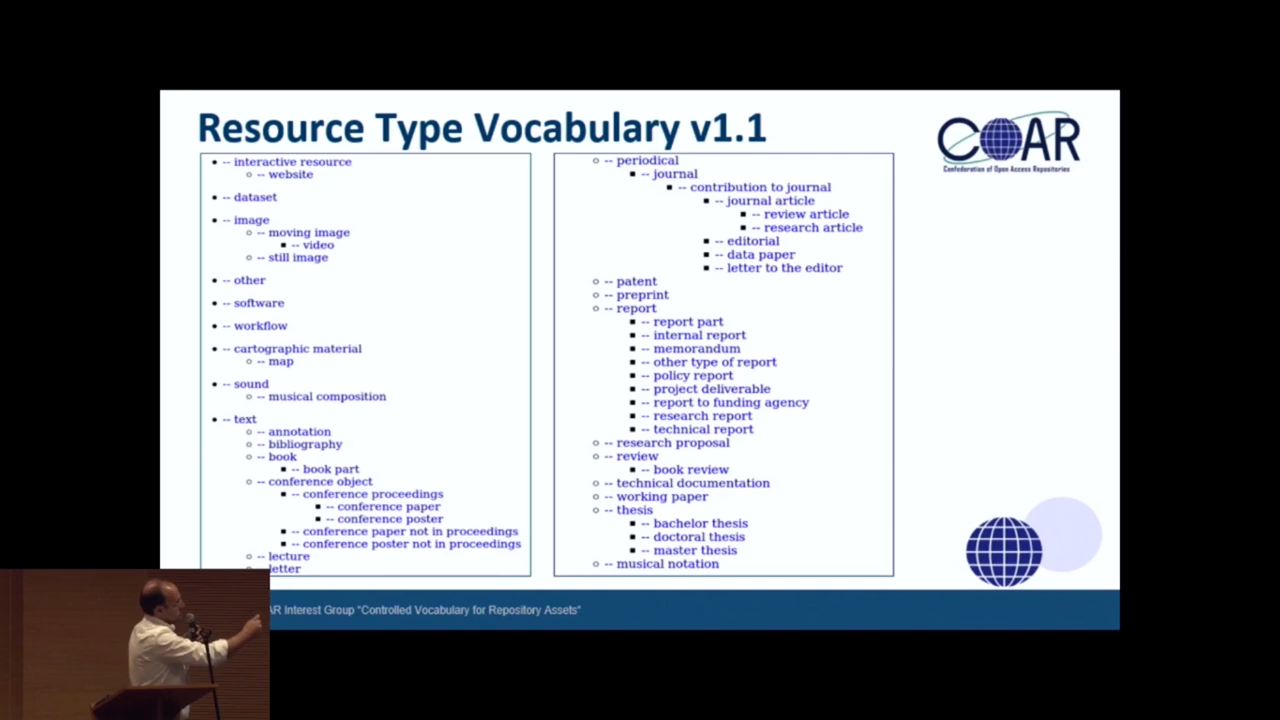 Resource Type Vocabulary v1.1
COAR
Confederation of Open Access Repositories
-- interactive resource
-- website
-- dataset
-- image
-- moving image
-- video
-- still image
-- other
-- software
-- workflow
-- cartographic material
-- map
-- sound
-- musical composition
-- text
-- annotation
-- bibliography
-- book
-- book part
-- conference object
-- conference proceedings
-- conference paper
-- conference poster
-- conference paper not in proceedings
-- conference poster not in proceedings
-- lecture
letter
-- periodical
-- journal
-- contribution to journal
-- journal article
-- review article
-- research article
-- editorial
-- data paper
-- letter to the editor
-- patent
-- preprint
-- report
-- report part
-- internal report
-- memorandum
-- other type of report
-- policy report
-- project deliverable
-- report to funding agency
-- research report
-- technical report
-- research proposal
-- review
-- book review
-- technical documentation
-- working paper
-- thesis
-- bachelor thesis
-- doctoral thesis
-- master thesis
-- musical notation
AR Interest Group "Controlled Vocabulary for Repository Assets"